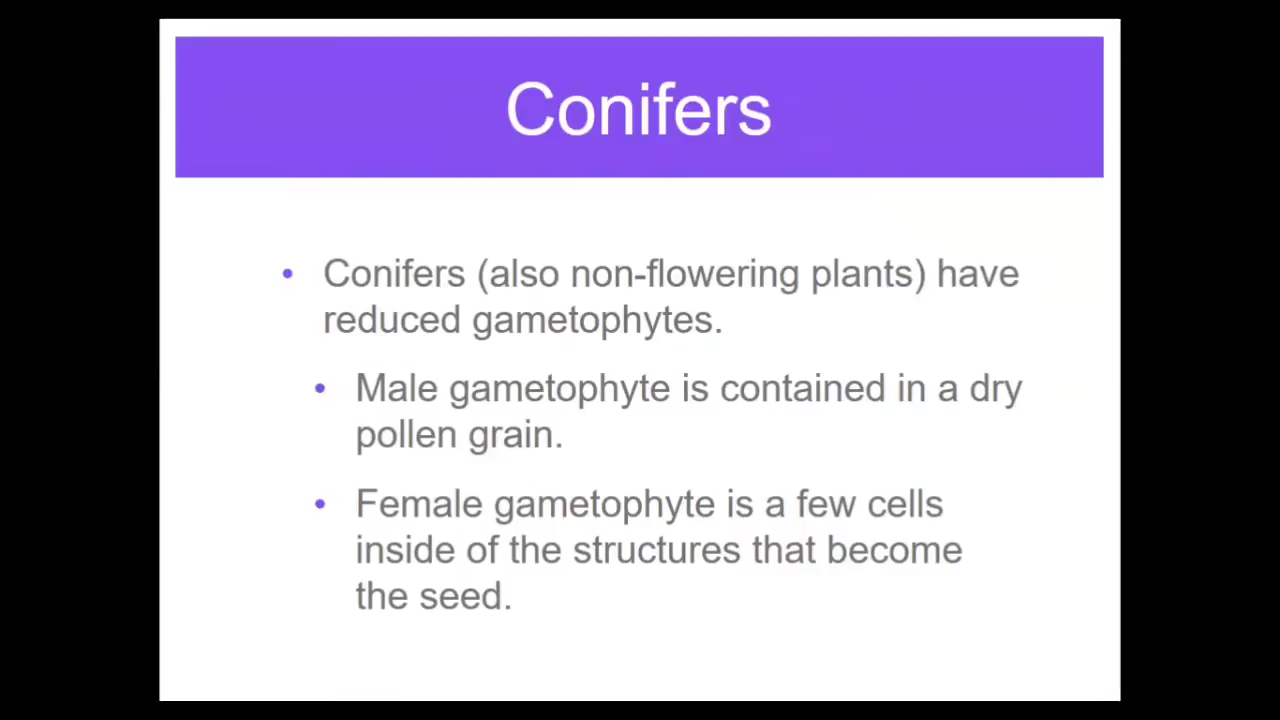 Conifers
• Conifers (also non-flowering plants) have
reduced gametophytes.
• Male gametophyte is contained in a dry
pollen grain.
• Female gametophyte is a few cells
inside of the structures that become
the seed.